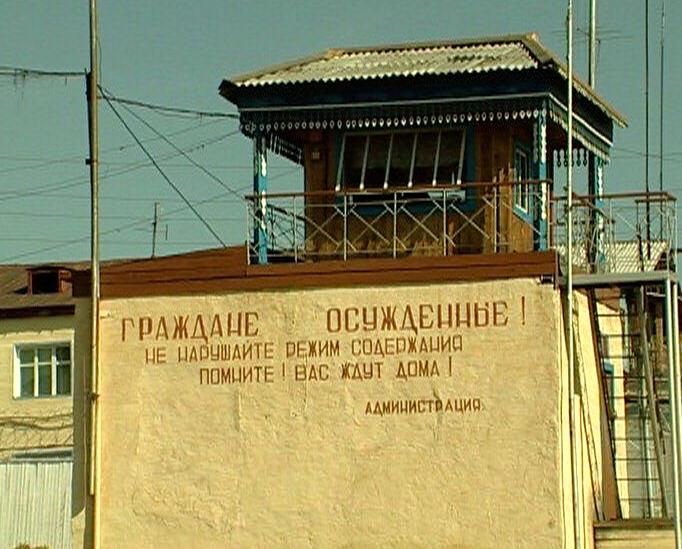 ГРАЖДАНЕ ОСУЖДЕННЫЕ!
НЕ НАРУШАЙТЕ РЕЖИМ СОДЕРЖАНИЯ
ПОМНИТЕ! ВАС ЖДУТ ДОМА!
АДМИНИСТРАЦИЯ.